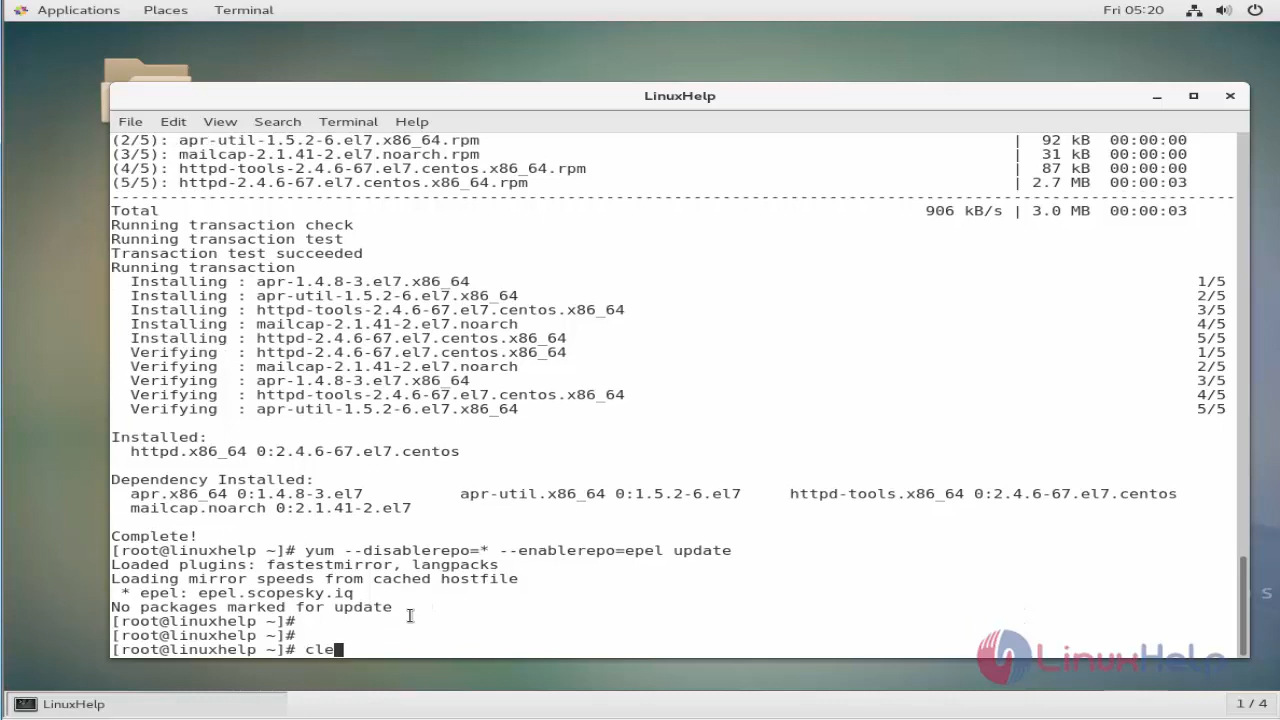 Applications Places Terminal Fri 05:20
LinuxHelp
File Edit View Search Terminal Help
(2/5): apr-util-1.5.2-6.el7.x86_64.rpm | 92 kB 00:00:00
(3/5): mailcap-2.1.41-2.el7.noarch.rpm | 31 kB 00:00:00
(4/5): httpd-tools-2.4.6-67.el7.centos.x86_64.rpm | 87 kB 00:00:00
(5/5): httpd-2.4.6-67.el7.centos.x86_64.rpm | 2.7 MB 00:00:03
--------------------------------------------------------------------------------
Total 906 kB/s | 3.0 MB 00:00:03
Running transaction check
Running transaction test
Transaction test succeeded
Running transaction
Installing : apr-1.4.8-3.el7.x86_64 1/5
Installing : apr-util-1.5.2-6.el7.x86_64 2/5
Installing : httpd-tools-2.4.6-67.el7.centos.x86_64 3/5
Installing : mailcap-2.1.41-2.el7.noarch 4/5
Installing : httpd-2.4.6-67.el7.centos.x86_64 5/5
Verifying : httpd-2.4.6-67.el7.centos.x86_64 1/5
Verifying : mailcap-2.1.41-2.el7.noarch 2/5
Verifying : apr-1.4.8-3.el7.x86_64 3/5
Verifying : httpd-tools-2.4.6-67.el7.centos.x86_64 4/5
Verifying : apr-util-1.5.2-6.el7.x86_64 5/5
Installed:
httpd.x86_64 0:2.4.6-67.el7.centos
Dependency Installed:
apr.x86_64 0:1.4.8-3.el7 apr-util.x86_64 0:1.5.2-6.el7 httpd-tools.x86_64 0:2.4.6-67.el7.centos
mailcap.noarch 0:2.1.41-2.el7
Complete!
[root@linuxhelp ~]# yum --disablerepo=* --enablerepo=epel update
Loaded plugins: fastestmirror, langpacks
Loading mirror speeds from cached hostfile
* epel: epel.scopesky.iq
No packages marked for update
[root@linuxhelp ~]#
[root@linuxhelp ~]#
[root@linuxhelp ~]# cle
LinuxHelp
LinuxHelp 1 / 4